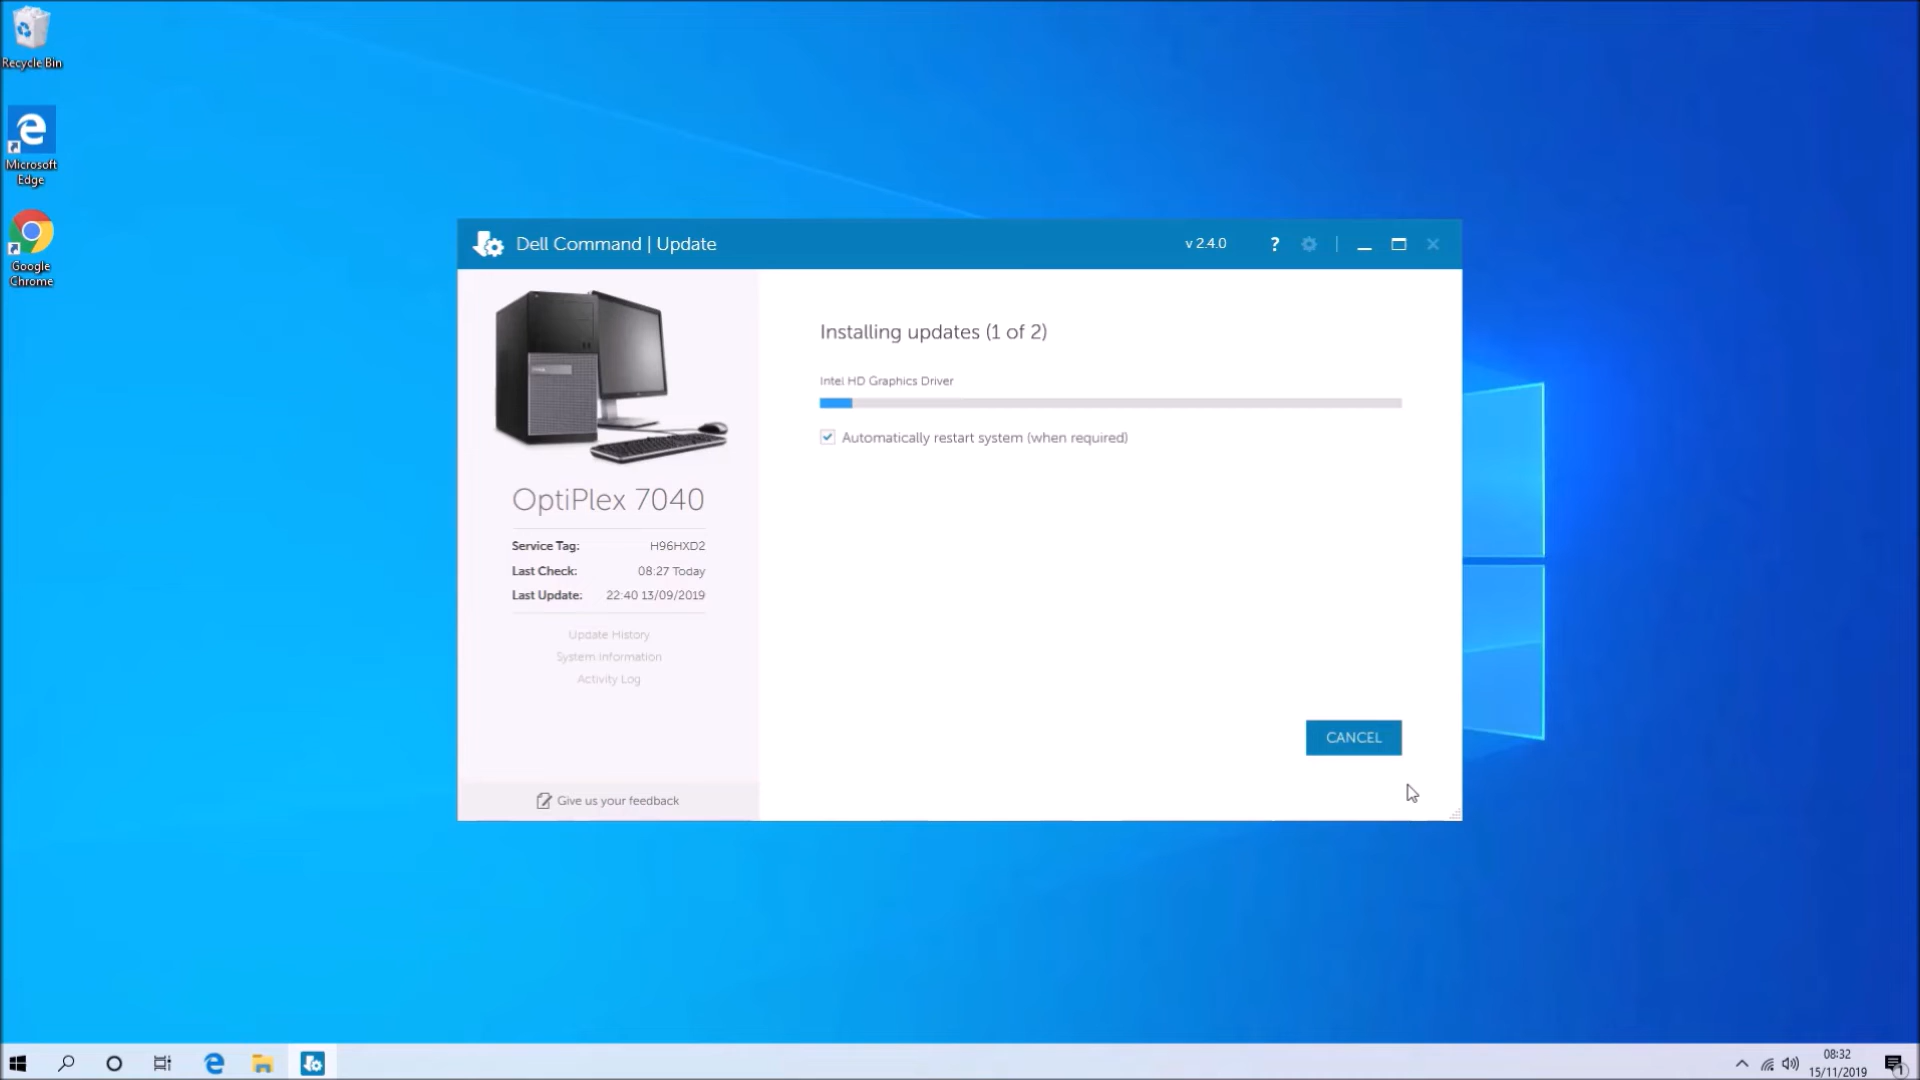 Recycle Bin
Microsoft
Edge
Google
Chrome
Dell Command | Update
v 2.4.0
?
Installing updates (1 of 2)
Intel HD Graphics Driver
Automatically restart system (when required)
OptiPlex 7040
Service Tag: H96HXD2
Last Check: 08:27 Today
Last Update: 22:40 13/09/2019
Update History
System Information
Activity Log
CANCEL
Give us your feedback
08:32
15/11/2019
1